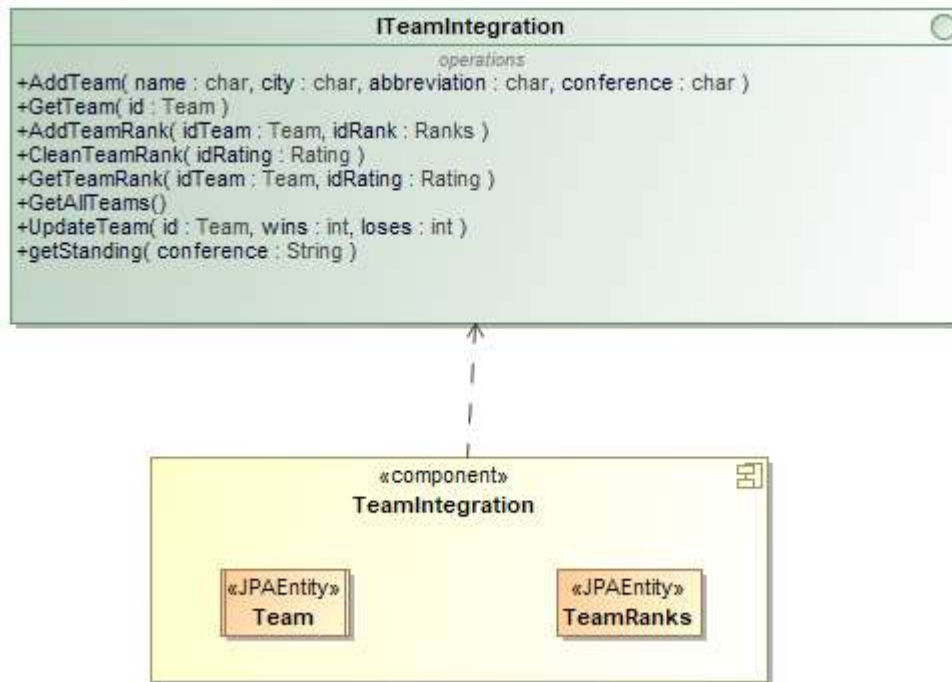 ITeamIntegration
operations
+AddTeam( name : char, city : char, abbreviation : char, conference : char )
+GetTeam( id : Team )
+AddTeamRank( idTeam : Team, idRank : Ranks )
+CleanTeamRank( idRating : Rating )
+GetTeamRank( idTeam : Team, idRating : Rating )
+GetAllTeams()
+UpdateTeam( id : Team, wins : int, loses : int )
+getStanding( conference : String )
«component»
TeamIntegration
«JPAEntity»
Team
«JPAEntity»
TeamRanks